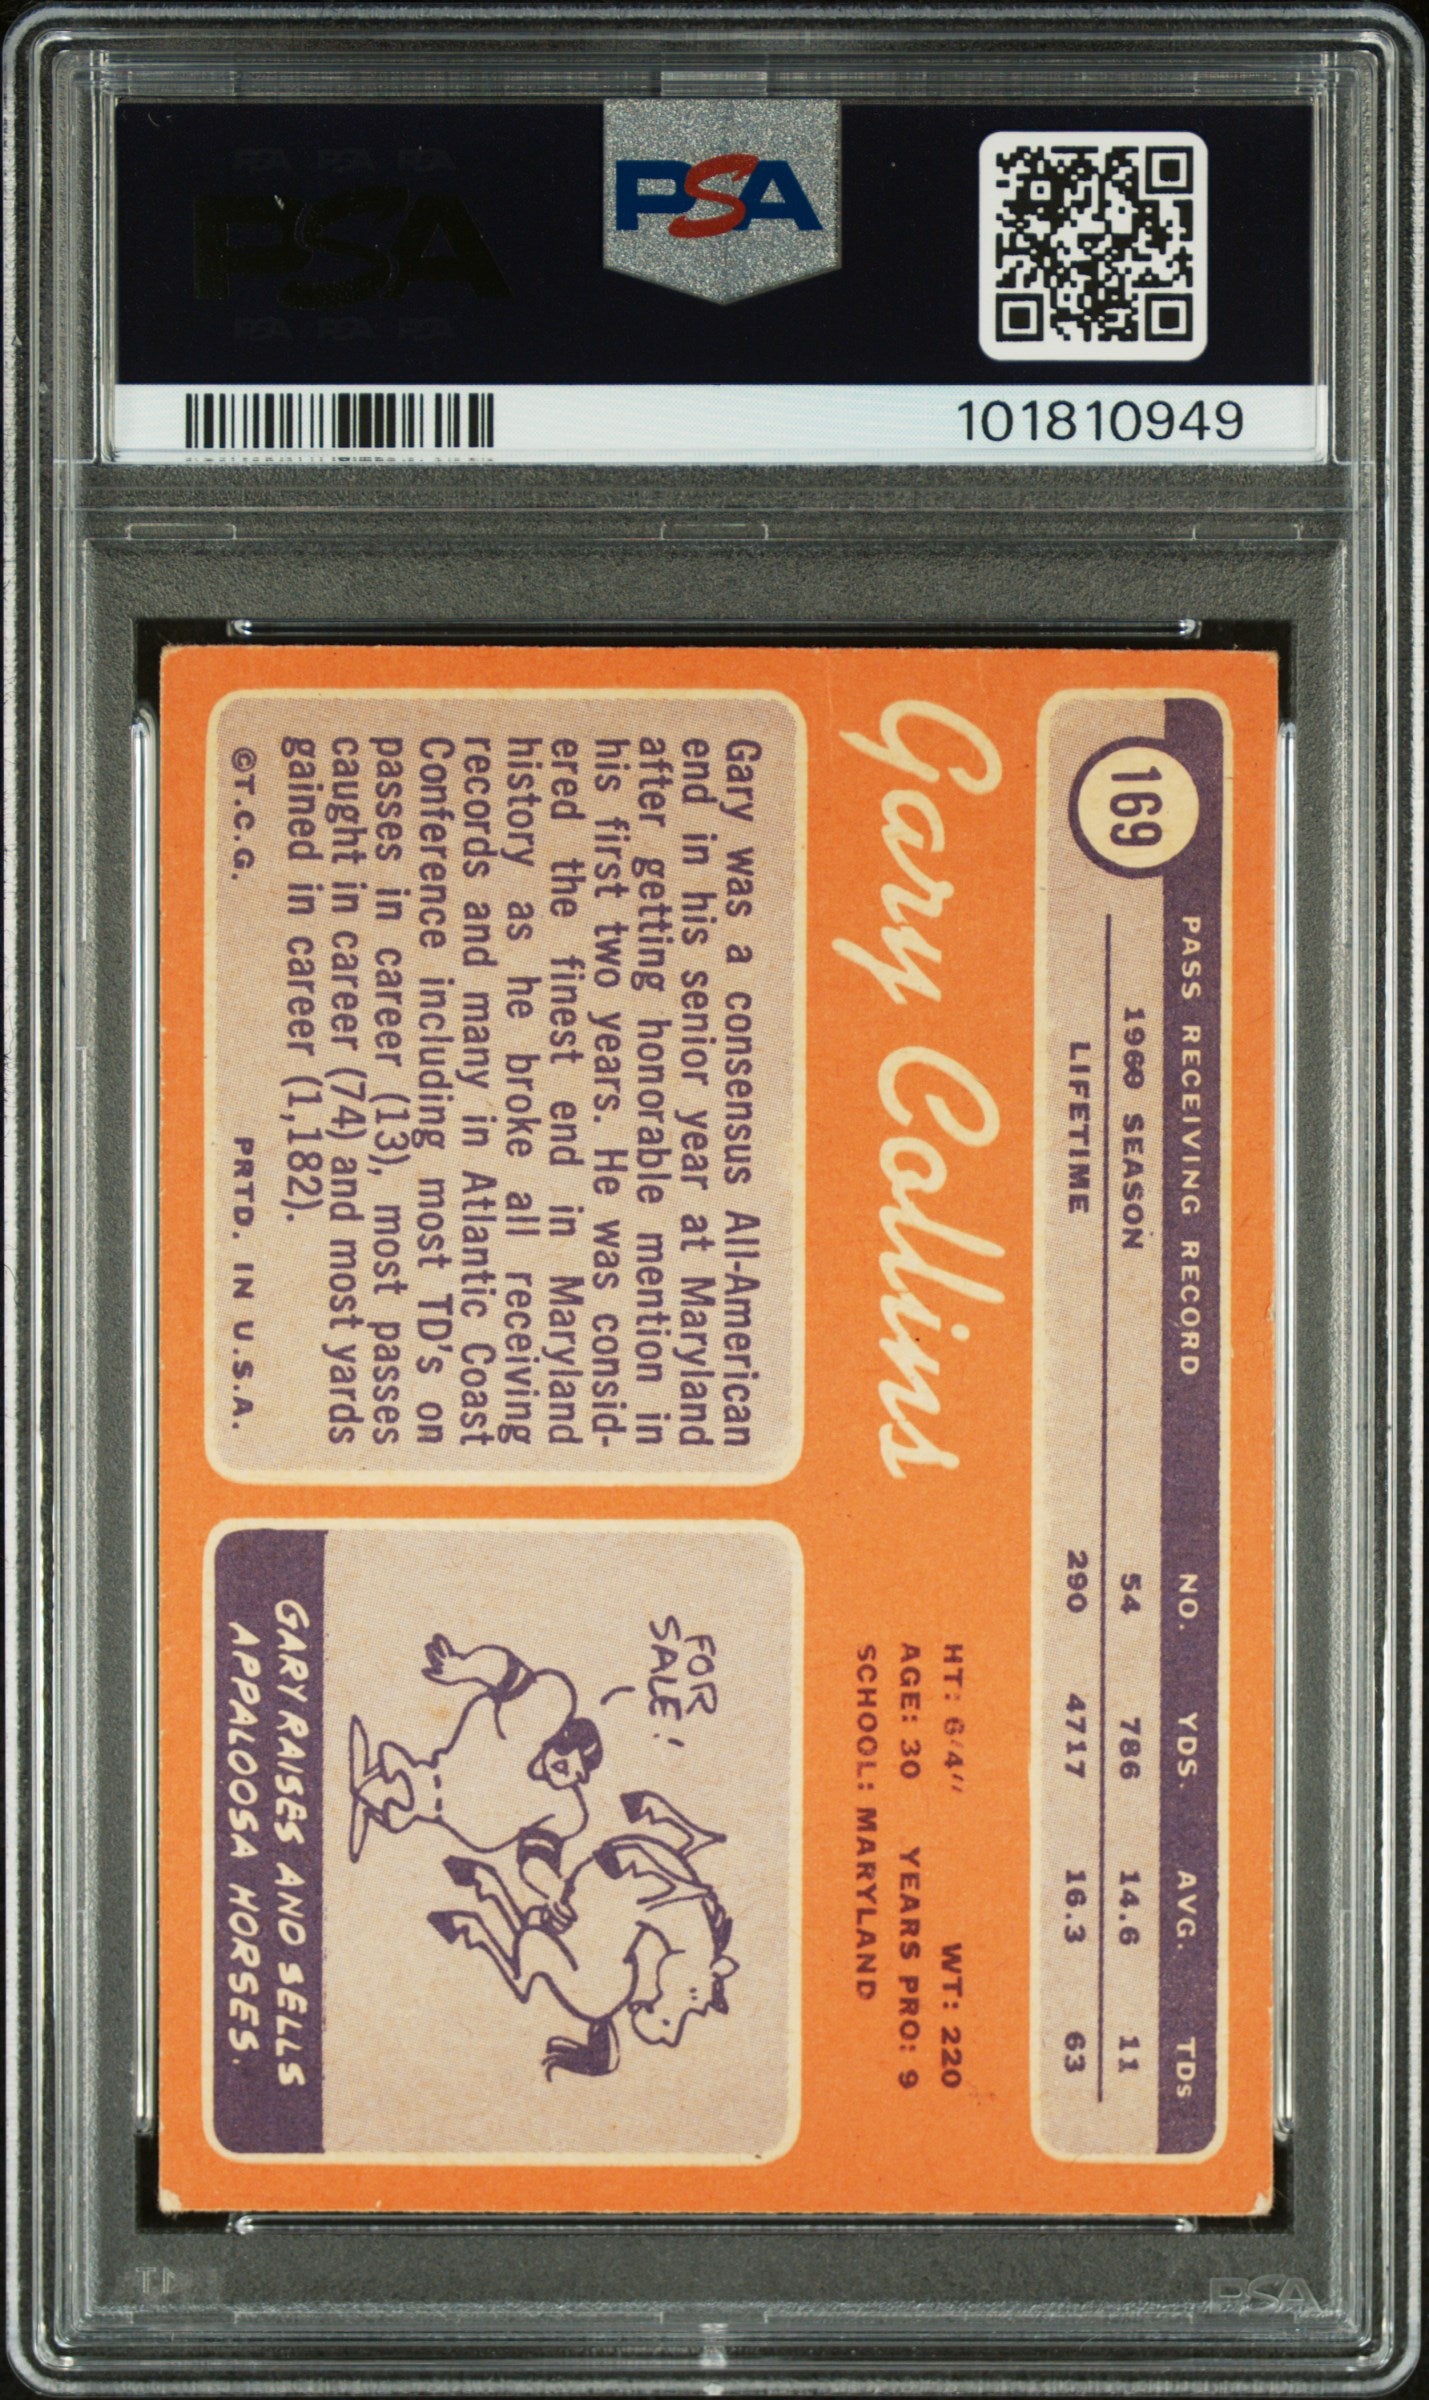 PSA
101810949
169
PASS RECEIVING RECORD NO. YDS. AVG. TDs
1969 SEASON 54 786 14.6 11
LIFETIME 290 4717 16.3 63
Gary Collins
HT: 6'4" WT: 220
AGE: 30 YEARS PRO: 9
SCHOOL: MARYLAND
Gary was a consensus All-American
end in his senior year at Maryland
after getting honorable mention in
his first two years. He was consid-
ered the finest end in Maryland
history as he broke all receiving
records and many in Atlantic Coast
Conference including most TD's on
passes in career (13), most passes
caught in career (74) and most yards
gained in career (1,182).
©T.C.G. PRTD. IN U.S.A.
FOR
SALE!
GARY RAISES AND SELLS
APPALOOSA HORSES.
PSA